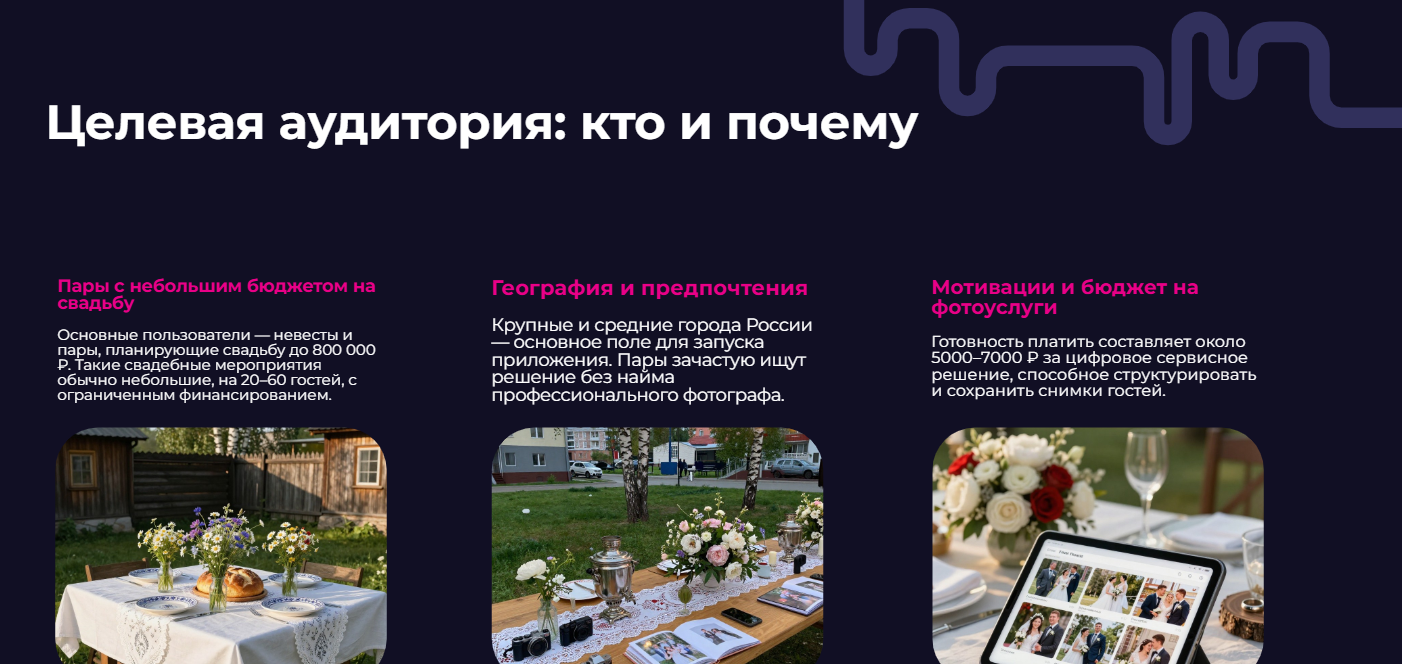 Целевая аудитория: кто и почему
Пары с небольшим бюджетом на
свадьбу
Основные пользователи — невесты и
пары, планирующие свадьбу до 800 000
₽. Такие свадебные мероприятия
обычно небольшие, на 20–60 гостей, с
ограниченным финансированием.
География и предпочтения
Крупные и средние города России
— основное поле для запуска
приложения. Пары зачастую ищут
решение без найма
профессионального фотографа.
Мотивации и бюджет на
фотоуслуги
Готовность платить составляет около
5000–7000 ₽ за цифровое сервисное
решение, способное структурировать
и сохранить снимки гостей.